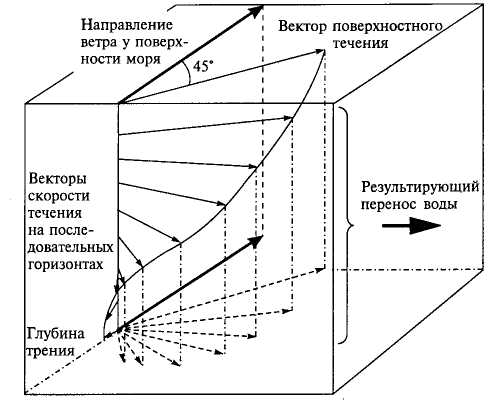 Направление
ветра у поверх-
ности моря
Вектор поверхностного
течения
45°
Векторы
скорости
течения
на после-
довательных
горизонтах
Результирующий
перенос воды
Глубина
трения